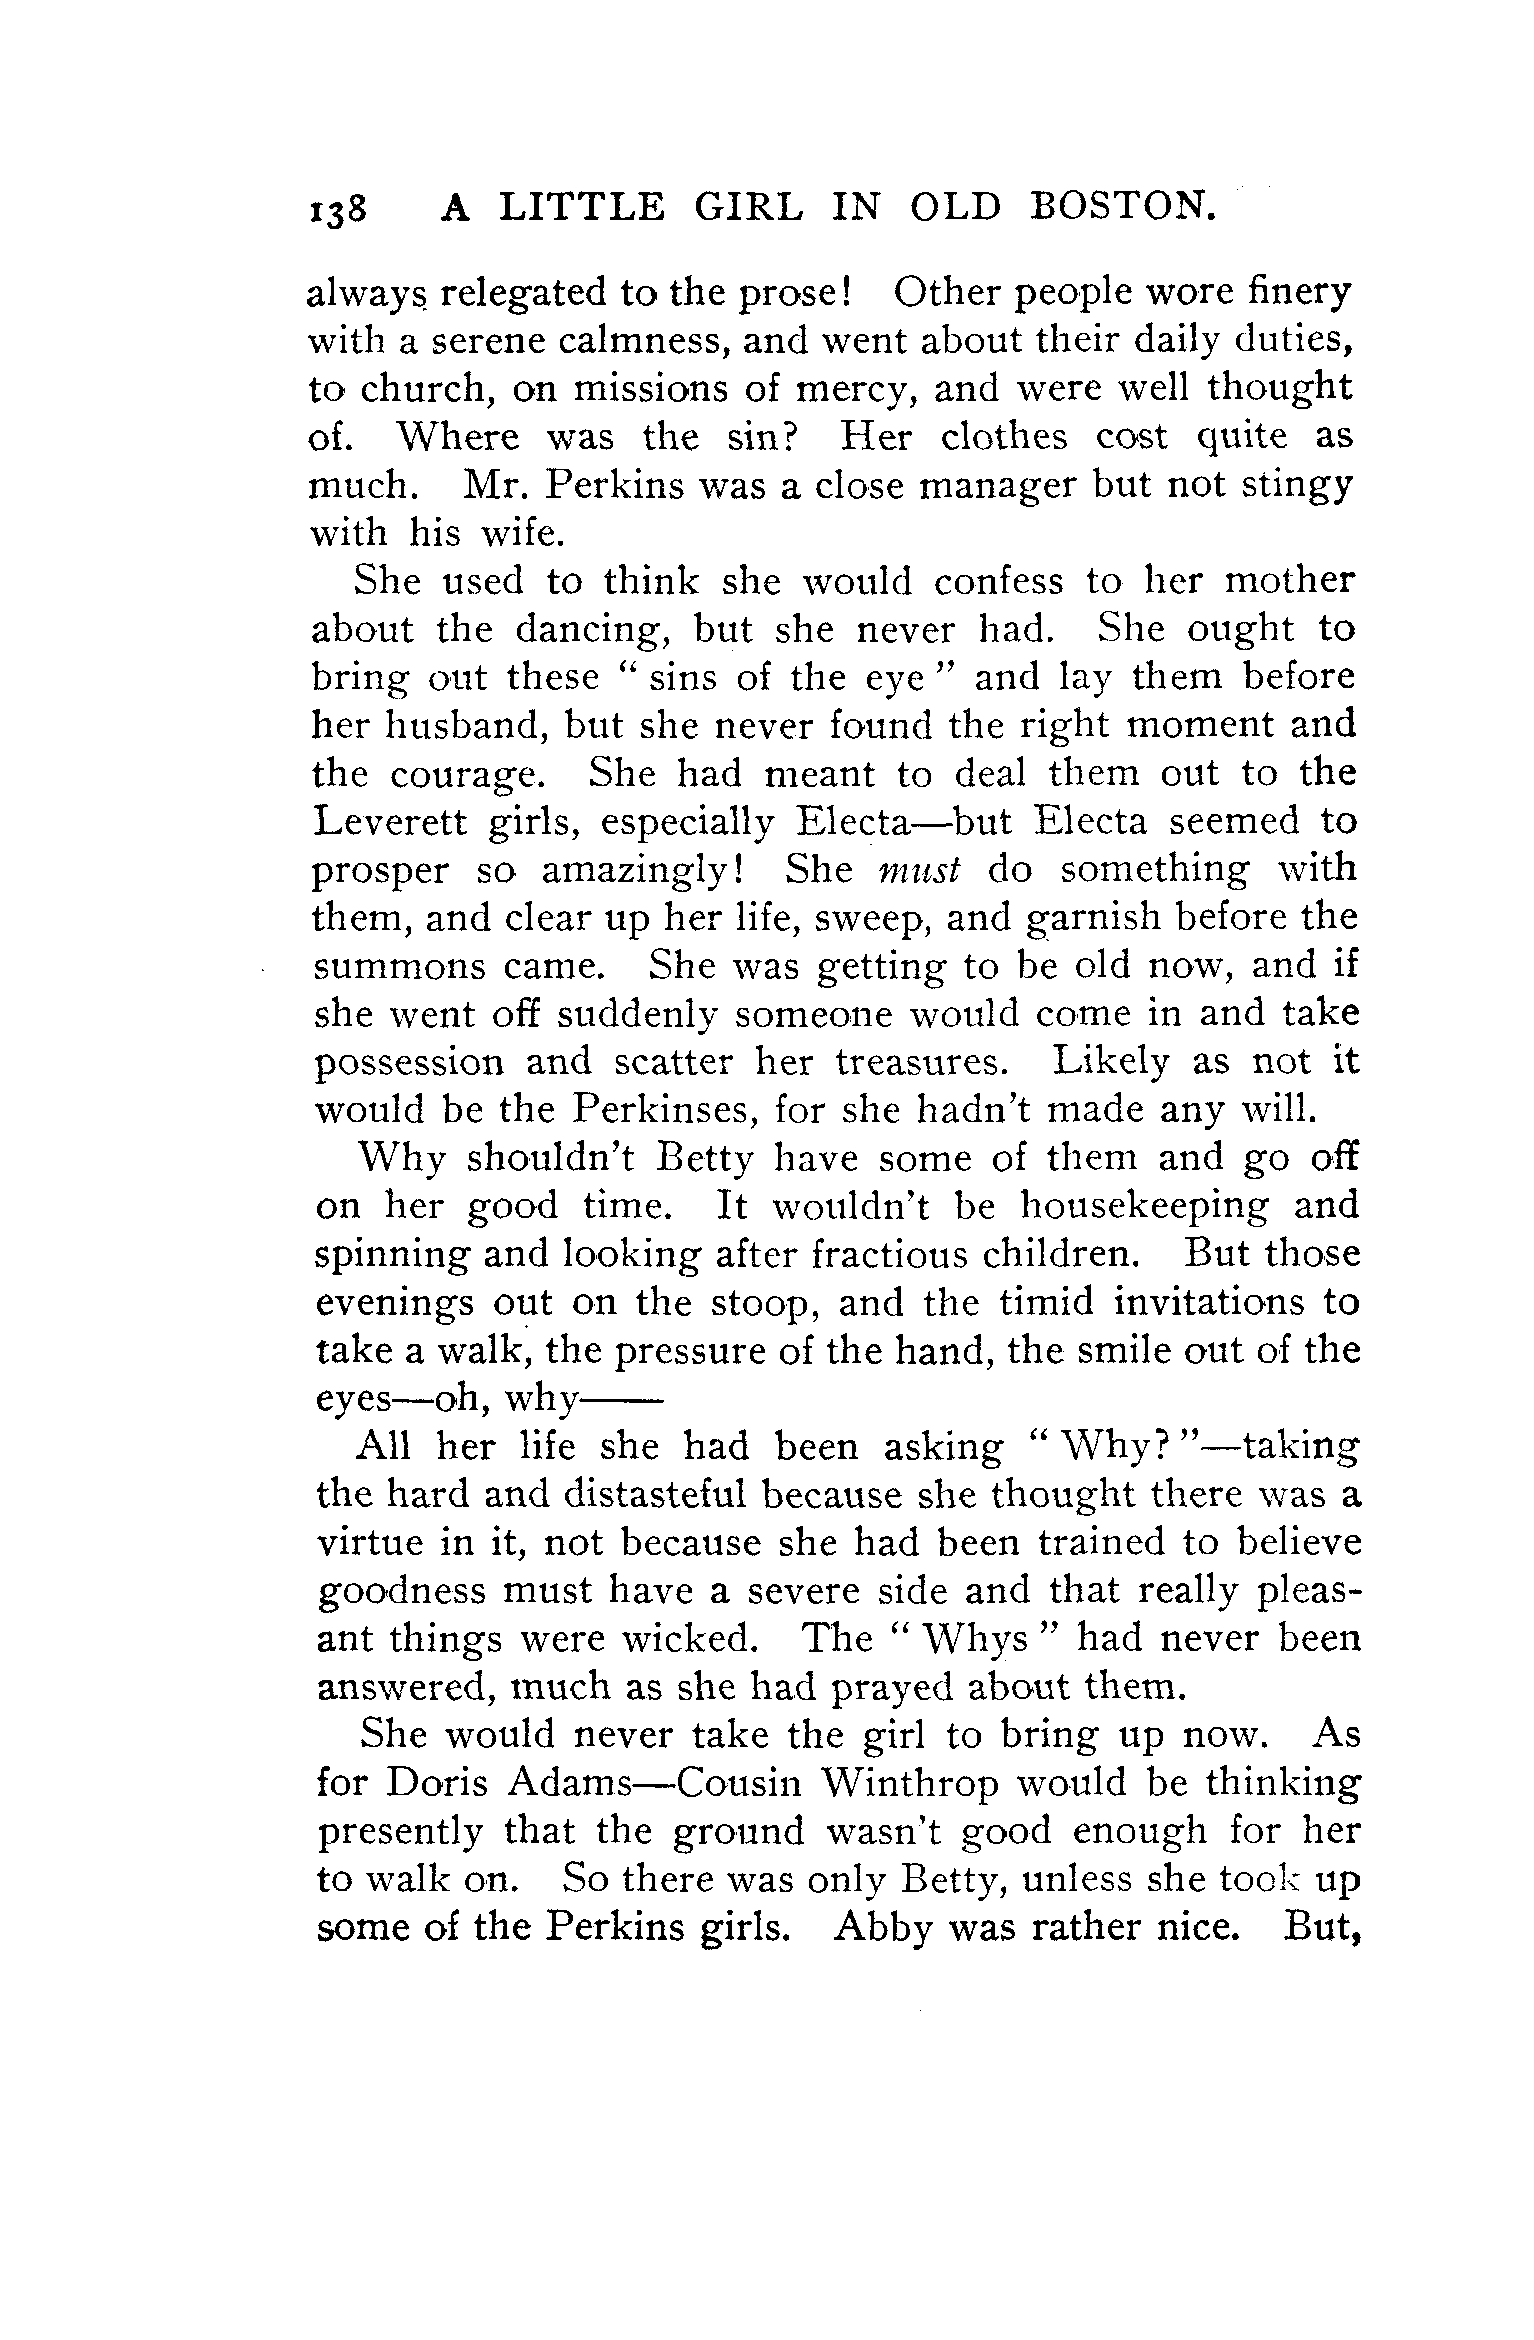 138 A LITTLE GIRL IN OLD BOSTON.
always relegated to the prose! Other people wore finery
with a serene calmness, and went about their daily duties,
to church, on missions of mercy, and were well thought
of. Where was the sin? Her clothes cost quite as
much. Mr. Perkins was a close manager but not stingy
with his wife.
She used to think she would confess to her mother
about the dancing, but she never had. She ought to
bring out these “ sins of the eye ” and lay them before
her husband, but she never found the right moment and
the courage. She had meant to deal them out to the
Leverett girls, especially Electa—but Electa seemed to
prosper so amazingly! She must do something with
them, and clear up her life, sweep, and garnish before the
summons came. She was getting to be old now, and if
she went off suddenly someone would come in and take
possession and scatter her treasures. Likely as not it
would be the Perkinses, for she hadn’t made any will.
Why shouldn’t Betty have some of them and go off
on her good time. It wouldn’t be housekeeping and
spinning and looking after fractious children. But those
evenings out on the stoop, and the timid invitations to
take a walk, the pressure of the hand, the smile out of the
eyes—oh, why——
All her life she had been asking “ Why? ”—taking
the hard and distasteful because she thought there was a
virtue in it, not because she had been trained to believe
goodness must have a severe side and that really pleas-
ant things were wicked. The “ Whys ” had never been
answered, much as she had prayed about them.
She would never take the girl to bring up now. As
for Doris Adams—Cousin Winthrop would be thinking
presently that the ground wasn’t good enough for her
to walk on. So there was only Betty, unless she took up
some of the Perkins girls. Abby was rather nice. But,